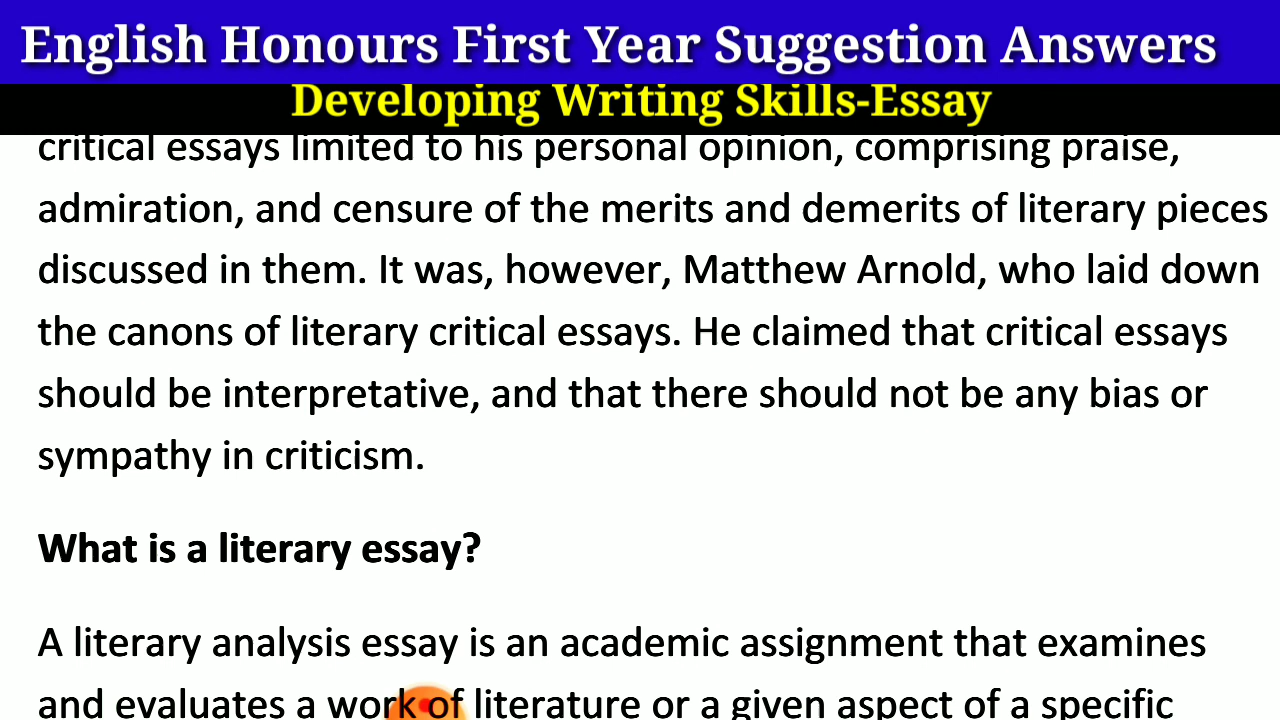 English Honours First Year Suggestion Answers
Developing Writing Skills-Essay
critical essays limited to his personal opinion, comprising praise,
admiration, and censure of the merits and demerits of literary pieces
discussed in them. It was, however, Matthew Arnold, who laid down
the canons of literary critical essays. He claimed that critical essays
should be interpretative, and that there should not be any bias or
sympathy in criticism.
What is a literary essay?
A literary analysis essay is an academic assignment that examines
and evaluates a work of literature or a given aspect of a specific